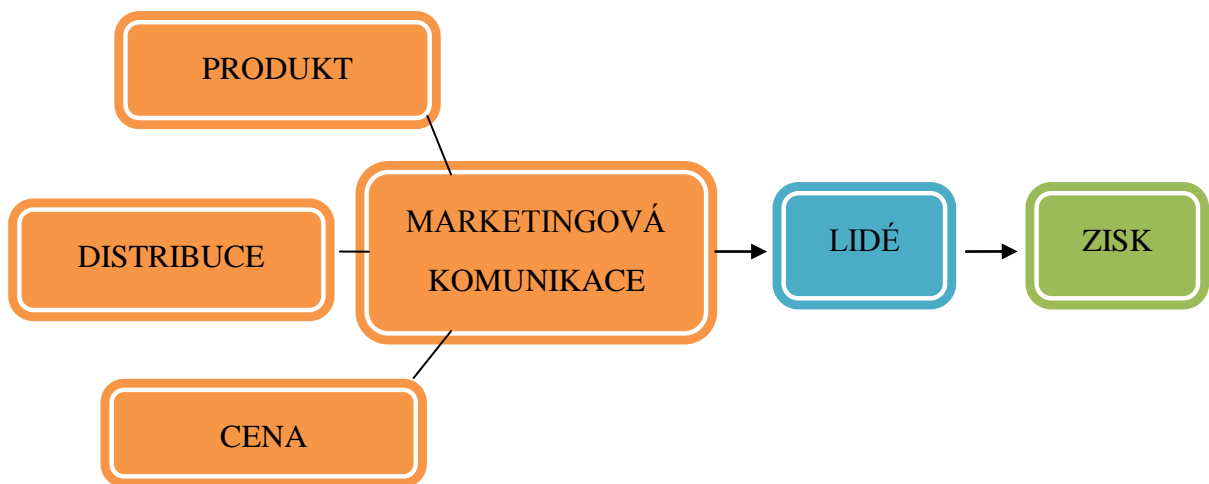 PRODUKT
DISTRIBUCE
CENA
MARKETINGOVÁ
KOMUNIKACE
LIDÉ
ZISK